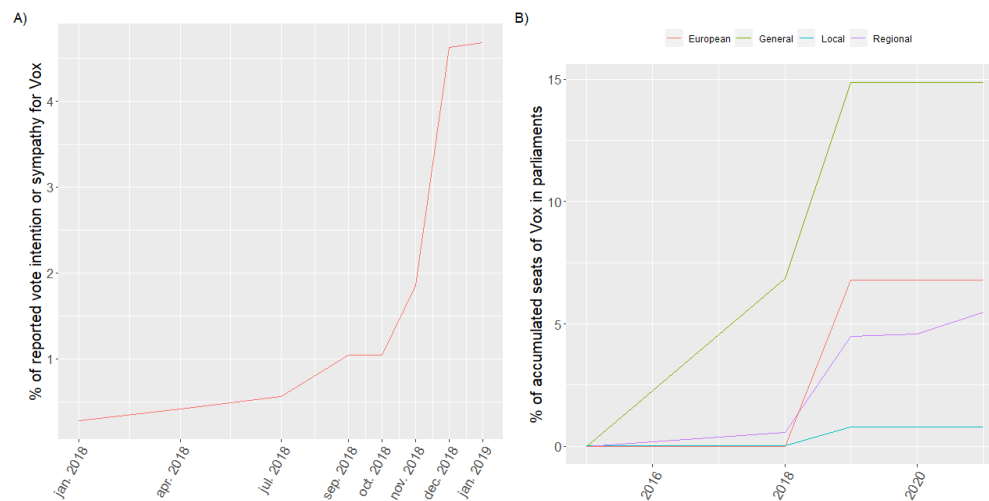 A)
% of reported vote intention or sympathy for Vox
4
3
2
1
jan. 2018
apr. 2018
jul. 2018
sep. 2018
oct. 2018
nov. 2018
dec. 2018
jan. 2019
B)
European General Local Regional
% of accumulated seats of Vox in parliaments
15
10
5
0
2016
2018
2020